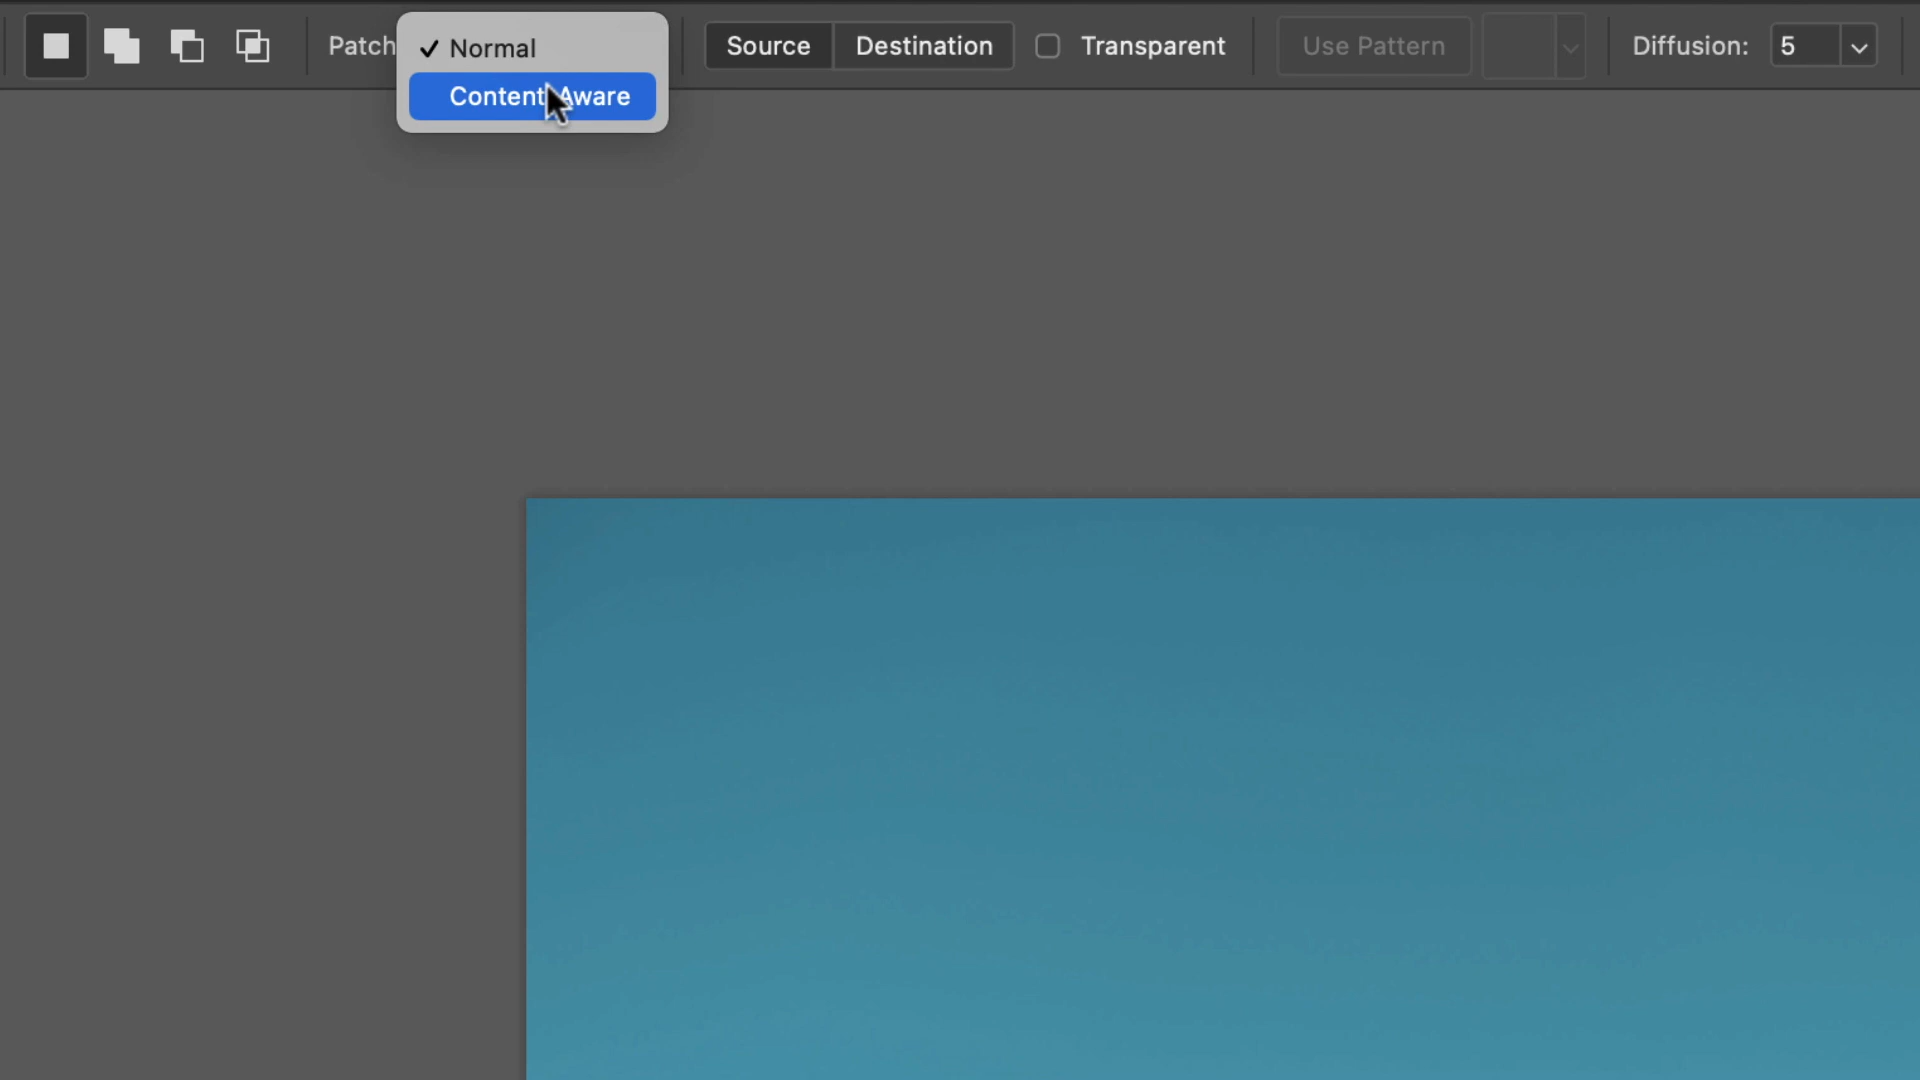 Patch
✓ Normal
Content-Aware
Source
Destination
Transparent
Use Pattern
Diffusion:
5